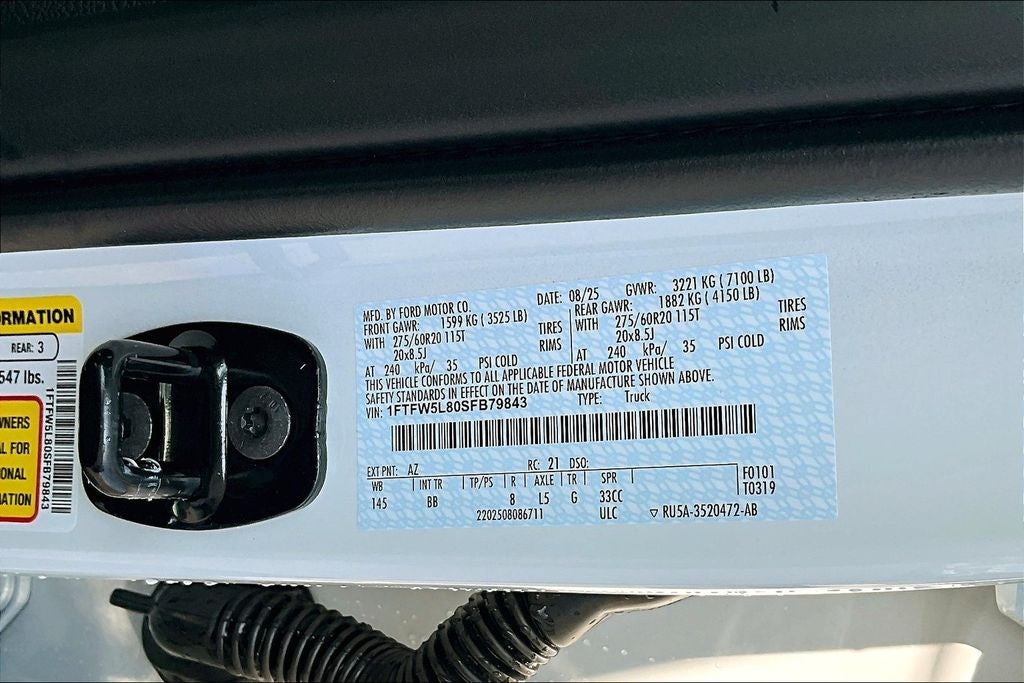 RMATION
REAR: 3
547 lbs.
WNERS
AL FOR
ONAL
MATION
1FTFW5L80SFB79843
MFD. BY FORD MOTOR CO.
DATE: 08/25 GVWR: 3221 KG ( 7100 LB)
FRONT GAWR: 1599 KG ( 3525 LB)
WITH 275/60R20 115T TIRES
20x8.5J RIMS
AT 240 kPa/ 35 PSI COLD
REAR GAWR: 1882 KG ( 4150 LB)
WITH 275/60R20 115T TIRES
20x8.5J RIMS
AT 240 kPa/ 35 PSI COLD
THIS VEHICLE CONFORMS TO ALL APPLICABLE FEDERAL MOTOR VEHICLE
SAFETY STANDARDS IN EFFECT ON THE DATE OF MANUFACTURE SHOWN ABOVE.
VIN: 1FTFW5L80SFB79843 TYPE: Truck
EXT PNT: AZ RC: 21 DSO:
WB INT TR TP/PS R AXLE TR SPR
145 BB 8 L5 G 33CC
F0101
T0319
2202508086711 ULC ▽ RU5A-3520472-AB